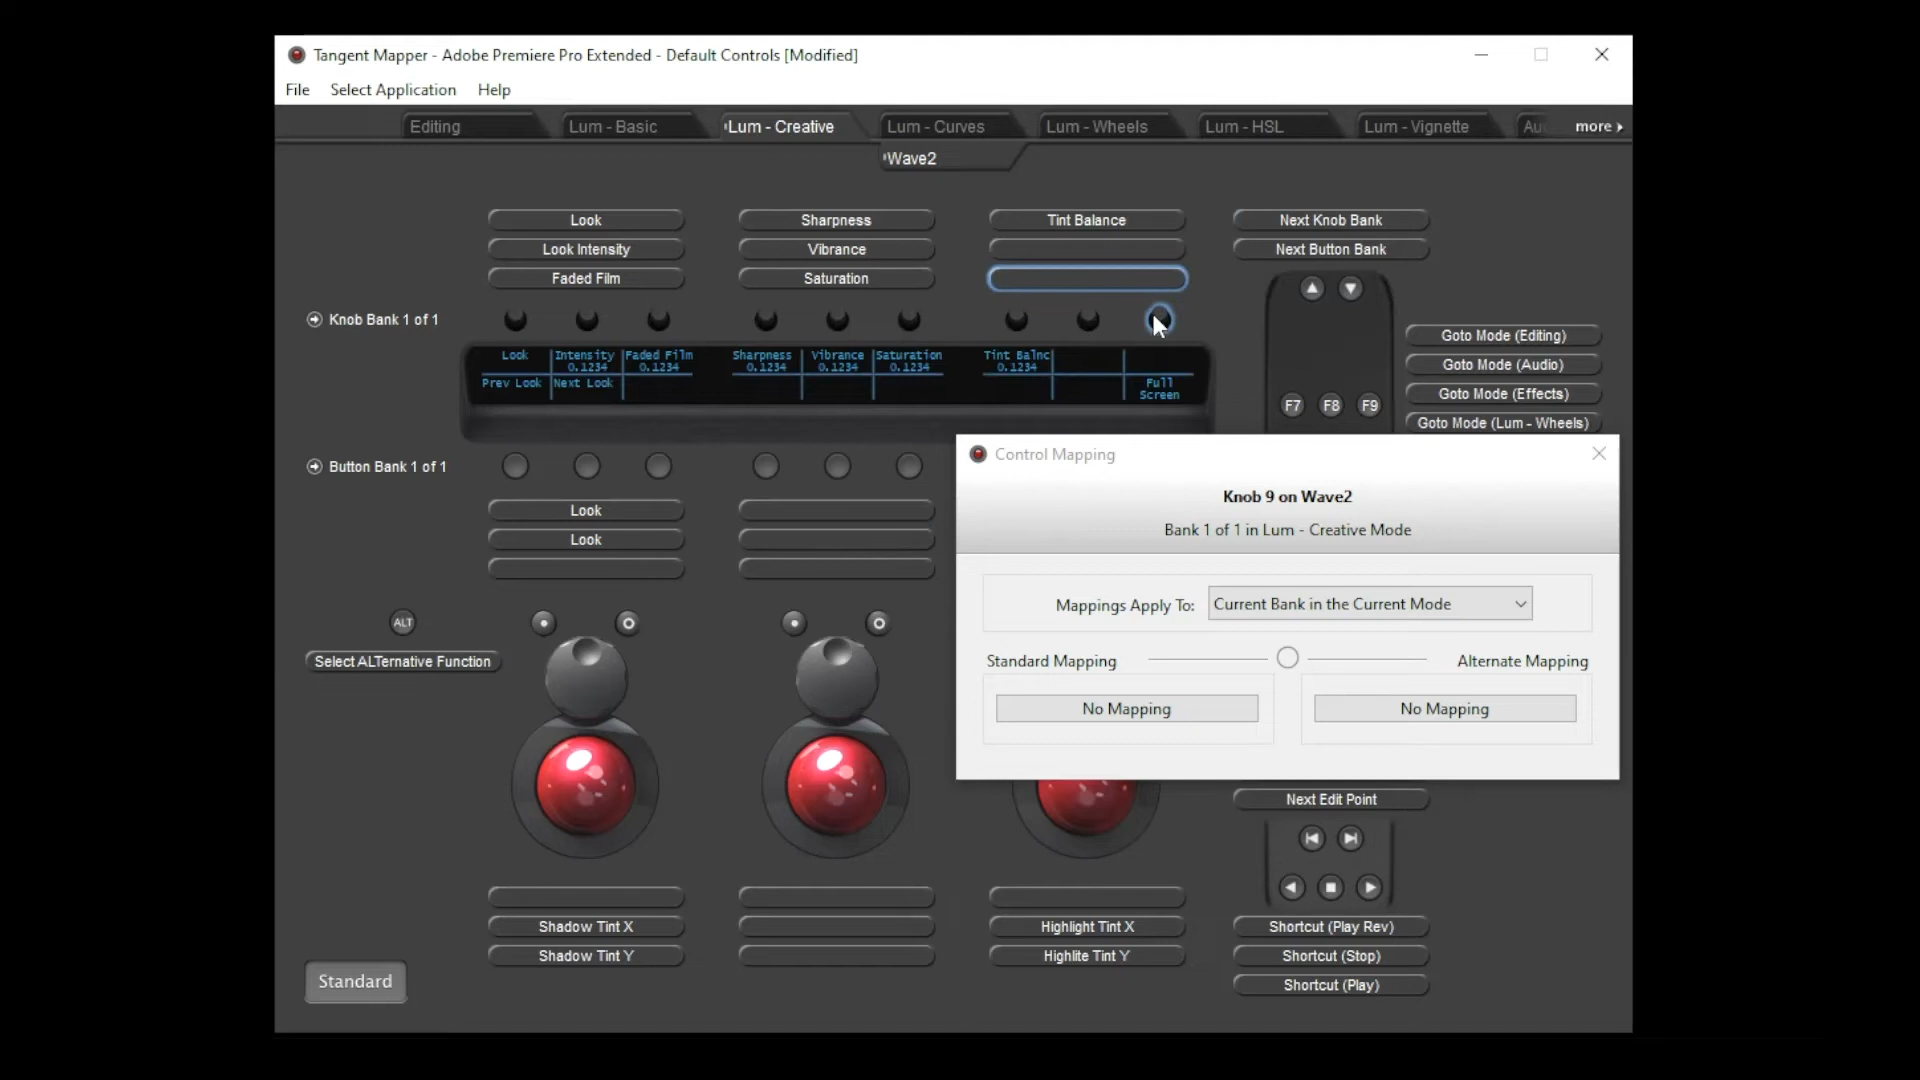 Tangent Mapper - Adobe Premiere Pro Extended - Default Controls [Modified]
File Select Application Help
Editing Lum - Basic Lum - Creative Lum - Curves Lum - Wheels Lum - HSL Lum - Vignette Au more
Wave2
Look Sharpness Tint Balance Next Knob Bank
Look Intensity Vibrance Next Button Bank
Faded Film Saturation
Knob Bank 1 of 1
Goto Mode (Editing)
Look Intensity Faded Film Sharpness Vibrance Saturation Tint Balnc
0.1234 0.1234 0.1234 0.1234 0.1234 0.1234
Goto Mode (Audio)
Prev Look Next Look Full
Screen
Goto Mode (Effects)
F7 F8 F9
Goto Mode (Lum - Wheels)
Control Mapping
Button Bank 1 of 1
Knob 9 on Wave2
Look
Bank 1 of 1 in Lum - Creative Mode
Look
Mappings Apply To: Current Bank in the Current Mode
ALT
Select ALTernative Function
Standard Mapping Alternate Mapping
No Mapping No Mapping
Next Edit Point
Shadow Tint X Highlight Tint X Shortcut (Play Rev)
Shadow Tint Y Highlite Tint Y Shortcut (Stop)
Standard Shortcut (Play)